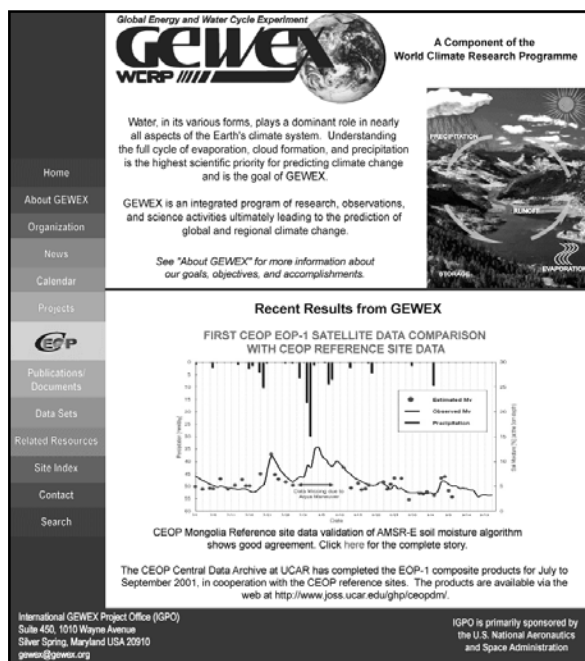 Global Energy and Water Cycle Experiment
GEWEX
WCRP
A Component of the
World Climate Research Programme
Water, in its various forms, plays a dominant role in nearly
all aspects of the Earth's climate system. Understanding
the full cycle of evaporation, cloud formation, and precipitation
is the highest scientific priority for predicting climate change
and is the goal of GEWEX.
GEWEX is an integrated program of research, observations,
and science activities ultimately leading to the prediction of
global and regional climate change.
See "About GEWEX" for more information about
our goals, objectives, and accomplishments.
PRECIPITATION
RUNOFF
STORAGE
EVAPORATION
Home
About GEWEX
Organization
News
Calendar
Projects
CEOP
Publications/
Documents
Data Sets
Related Resources
Site Index
Contact
Search
Recent Results from GEWEX
FIRST CEOP EOP-1 SATELLITE DATA COMPARISON
WITH CEOP REFERENCE SITE DATA
Estimated Mv
Observed Mv
Precipitation
Data Missing due to
Aqua Maneuver
Date
CEOP Mongolia Reference site data validation of AMSR-E soil moisture algorithm
shows good agreement. Click here for the complete story.
The CEOP Central Data Archive at UCAR has completed the EOP-1 composite products for July to
September 2001, in cooperation with the CEOP reference sites. The products are available via the
web at http://www.joss.ucar.edu/ghp/ceopdm/.
International GEWEX Project Office (IGPO)
Suite 450, 1010 Wayne Avenue
Silver Spring, Maryland USA 20910
gewex@gewex.org
IGPO is primarily sponsored by
the U.S. National Aeronautics
and Space Administration